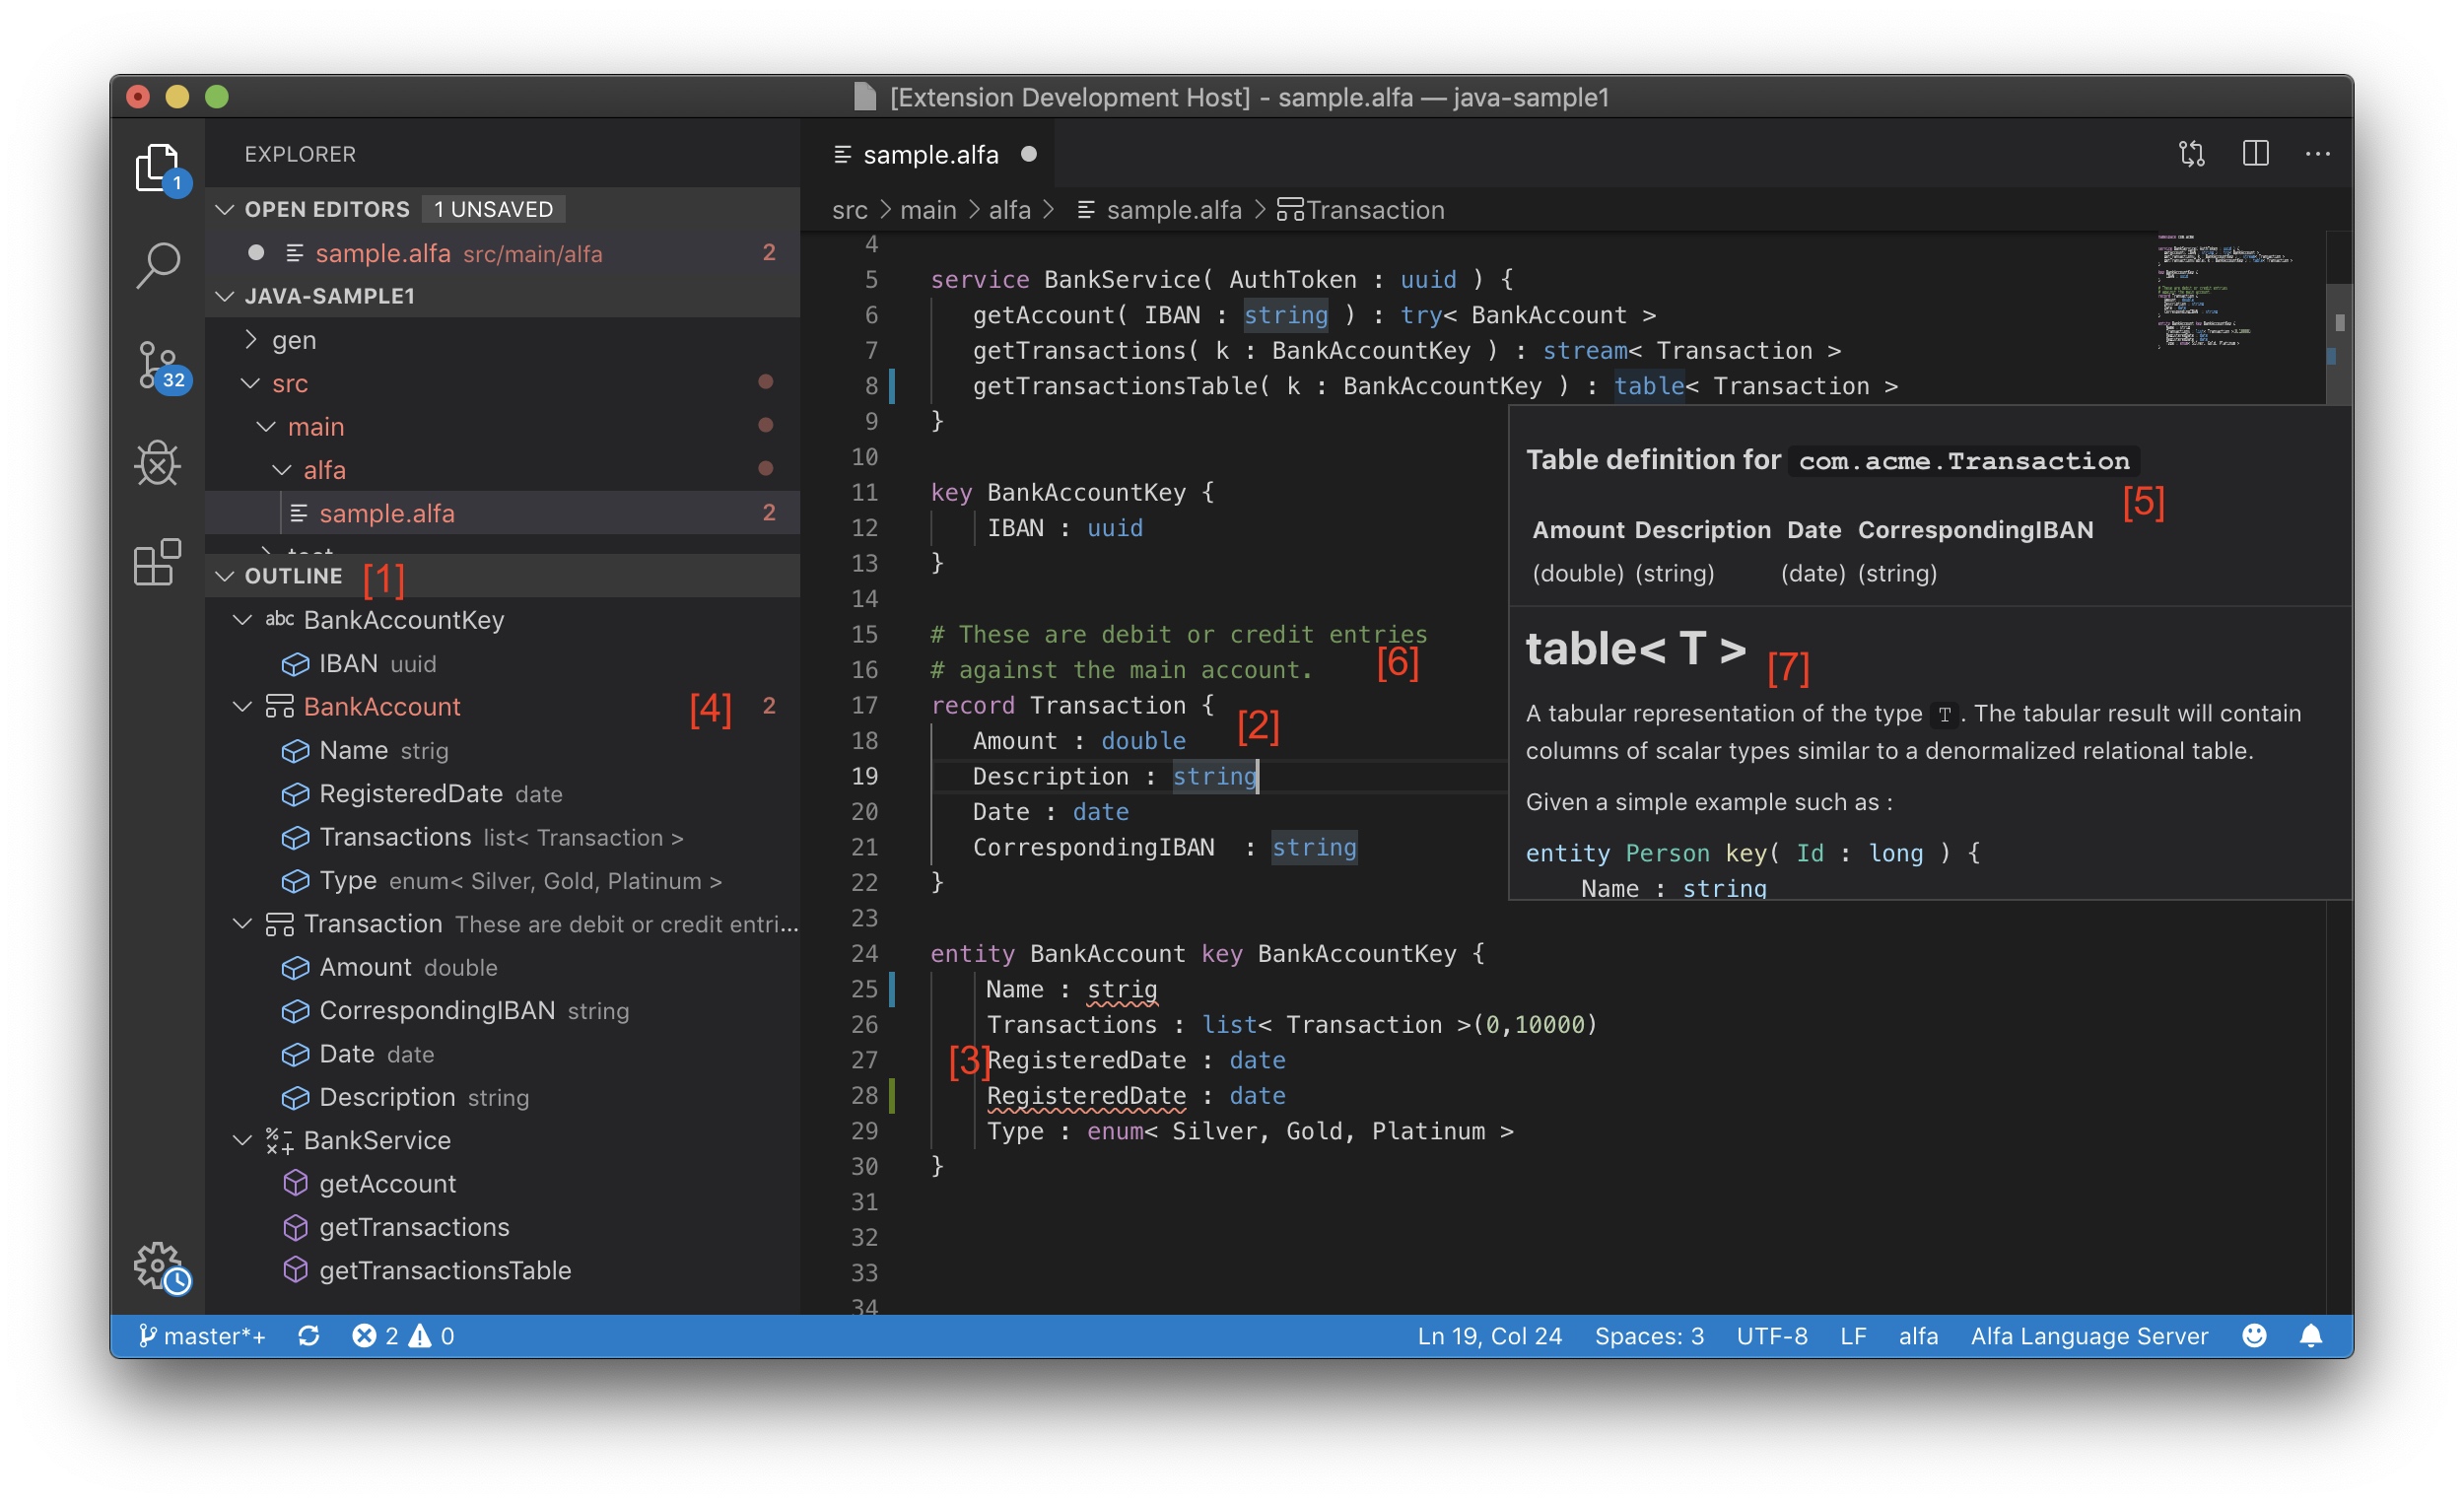 [Extension Development Host] - sample.alfa — java-sample1
EXPLORER
OPEN EDITORS 1 UNSAVED
sample.alfa src/main/alfa 2
JAVA-SAMPLE1
gen
src
main
alfa
sample.alfa 2
test
OUTLINE [1]
abc BankAccountKey
IBAN uuid
BankAccount [4] 2
Name strig
RegisteredDate date
Transactions list< Transaction >
Type enum< Silver, Gold, Platinum >
Transaction These are debit or credit entri...
Amount double
CorrespondingIBAN string
Date date
Description string
BankService
getAccount
getTransactions
getTransactionsTable
1
32
sample.alfa
src > main > alfa > sample.alfa > Transaction
4
5 service BankService( AuthToken : uuid ) {
6 getAccount( IBAN : string ) : try< BankAccount >
7 getTransactions( k : BankAccountKey ) : stream< Transaction >
8 getTransactionsTable( k : BankAccountKey ) : table< Transaction >
9 }
10
11 key BankAccountKey {
12 IBAN : uuid
13 }
14
15 # These are debit or credit entries
16 # against the main account. [6]
17 record Transaction {
18 Amount : double [2]
19 Description : string
20 Date : date
21 CorrespondingIBAN  : string
22 }
23
24 entity BankAccount key BankAccountKey {
25 Name : strig
26 Transactions : list< Transaction >(0,10000)
27 [3] RegisteredDate : date
28 RegisteredDate : date
29 Type : enum< Silver, Gold, Platinum >
30 }
31
32
33
34
Table definition for com.acme.Transaction
[5]
Amount Description Date CorrespondingIBAN
(double) (string) (date) (string)
table< T > [7]
A tabular representation of the type T . The tabular result will contain
columns of scalar types similar to a denormalized relational table.
Given a simple example such as :
entity Person key( Id : long ) {
Name : string
master*+ 2 0 Ln 19, Col 24 Spaces: 3 UTF-8 LF alfa Alfa Language Server